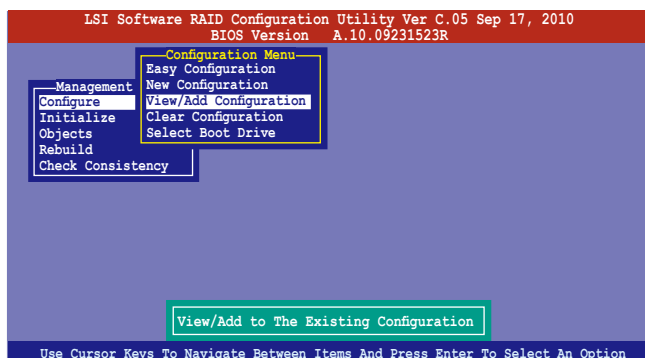 LSI Software RAID Configuration Utility Ver C.05 Sep 17, 2010
BIOS Version A.10.09231523R
Configuration Menu
Easy Configuration
New Configuration
View/Add Configuration
Clear Configuration
Select Boot Drive
Management
Configure
Initialize
Objects
Rebuild
Check Consistency
View/Add to The Existing Configuration
Use Cursor Keys To Navigate Between Items And Press Enter To Select An Option